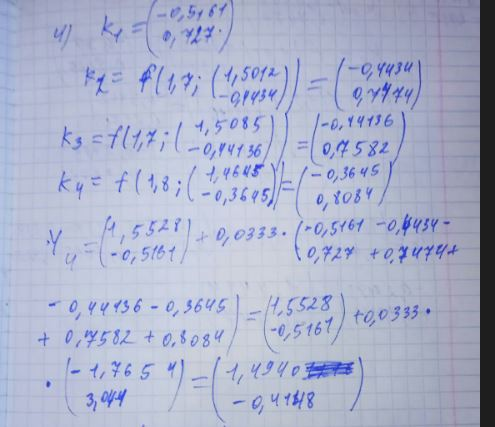 4) k₁ = (-0,5161
0,727)
k₂ = f(1,7; (1,5012
-0,4434)) = (-0,4434
0,7474)
k₃ = f(1,7; (1,5085
-0,44136)) = (-0,44136
0,7582)
k₄ = f(1,8; (1,4645
-0,3645)) = (-0,3645
0,8084)
Y₄ = (1,5528
-0,5161) + 0,0333 · (-0,5161 -0,4434-
0,727 +0,7474+
- 0,44136 - 0,3645
+ 0,7582 + 0,8084) = (1,5528
-0,5161) + 0,0333·
· (-1,7654
3,044) = (1,4940
-0,4148)